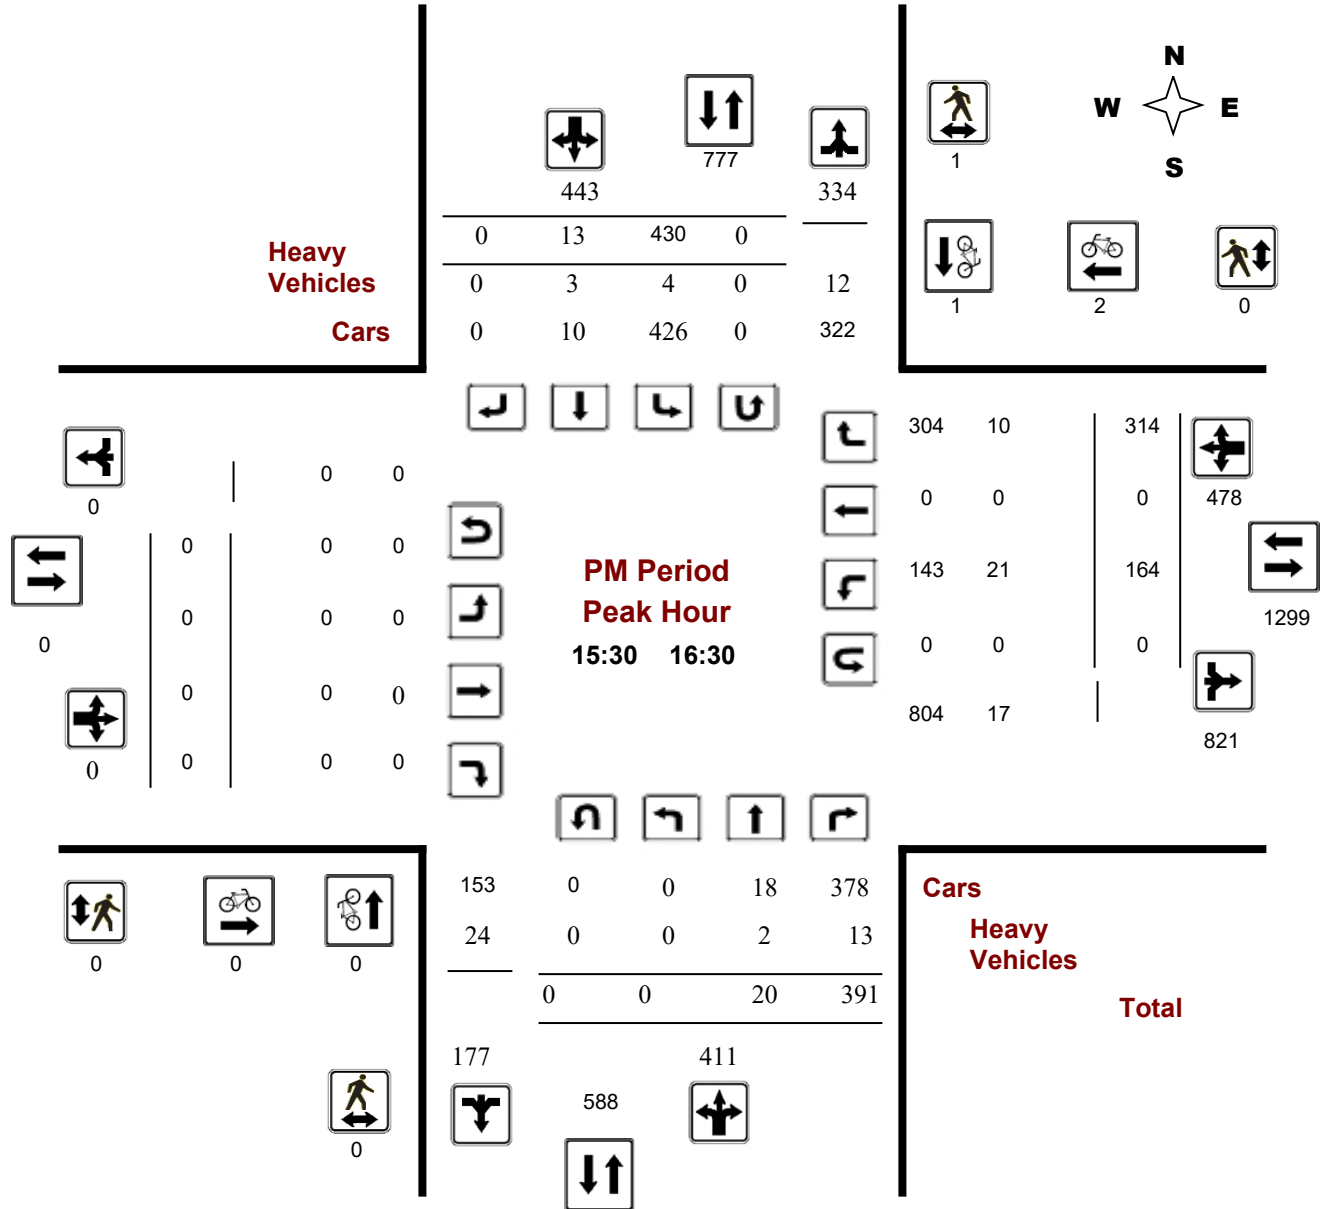 N
W E
S
777
1
443 334
0 13 430 0
Heavy
Vehicles 0 3 4 0 12
1 2 0
Cars 0 10 426 0 322
304 10 314
0 0
0
0 0 0 478
0 0 0
PM Period
143 21 164
Peak Hour
0 0 0
1299
0
15:30 16:30
0 0 0
0 0 0
804 17
821
0
0 0 0
153 0 0 18 378 Cars
24 0 0 2 13 Heavy
Vehicles
0 0 0
0 0 20 391
Total
177 411
588
0